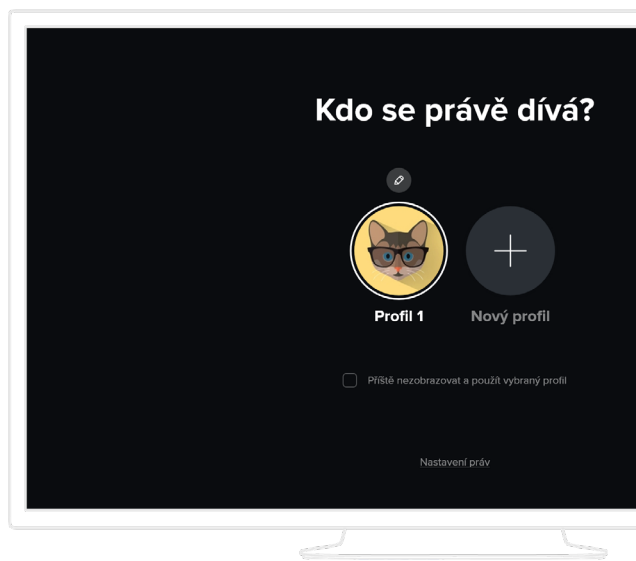 Kdo se právě dívá?
Profil 1
Nový profil
Příště nezobrazovat a použít vybraný profil
Nastavení práv